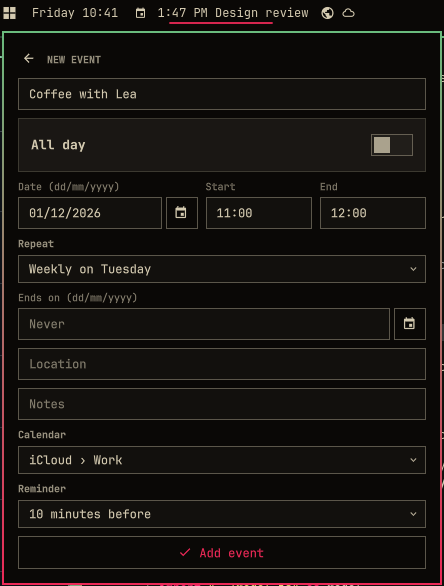 Friday 10:41 1:47 PM Design review
NEW EVENT
Coffee with Lea
All day
Date (dd/mm/yyyy) Start End
01/12/2026 11:00 12:00
Repeat
Weekly on Tuesday
Ends on (dd/mm/yyyy)
Never
Location
Notes
Calendar
iCloud › Work
Reminder
10 minutes before
Add event